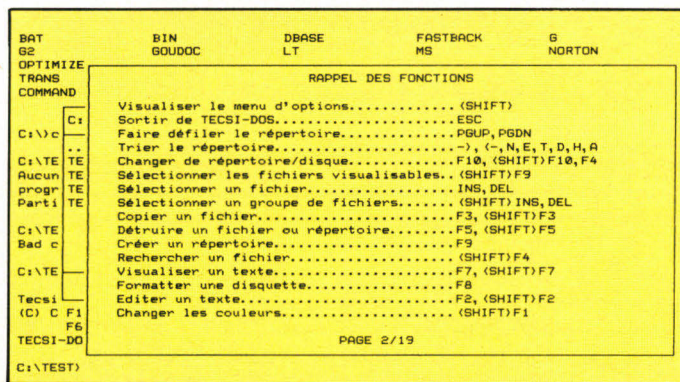 BAT BIN DBASE FASTBACK G
G2 GOUDOC LT MS NORTON
OPTIMIZE
TRANS RAPPEL DES FONCTIONS
COMMAND
Visualiser le menu d'options.............. (SHIFT)
C: Sortir de TECSI-DOS....................... ESC
C:\)c Faire défiler le répertoire............... PGUP,PGDN
.. Trier le répertoire....................... -), (-,N,E,T,D,H,A
C:\TE TE Changer de répertoire/disque.............. F10, (SHIFT)F10,F4
Aucun TE Sélectionner les fichiers visualisables.. (SHIFT)F9
progr TE Sélectionner un fichier................... INS,DEL
Parti TE Sélectionner un groupe de fichiers........ (SHIFT)INS,DEL
Copier un fichier......................... F3, (SHIFT)F3
C:\TE Détruire un fichier ou répertoire......... F5, (SHIFT)F5
Bad c Créer un répertoire....................... F9
Rechercher un fichier..................... (SHIFT)F4
C:\TE Visualiser un texte....................... F7, (SHIFT)F7
Formatter une disquette................... F8
Tecsi Editer un texte........................... F2, (SHIFT)F2
(C) C F1 Changer les couleurs...................... (SHIFT)F1
F6
TECSI-DO PAGE 2/19
C:\TEST)